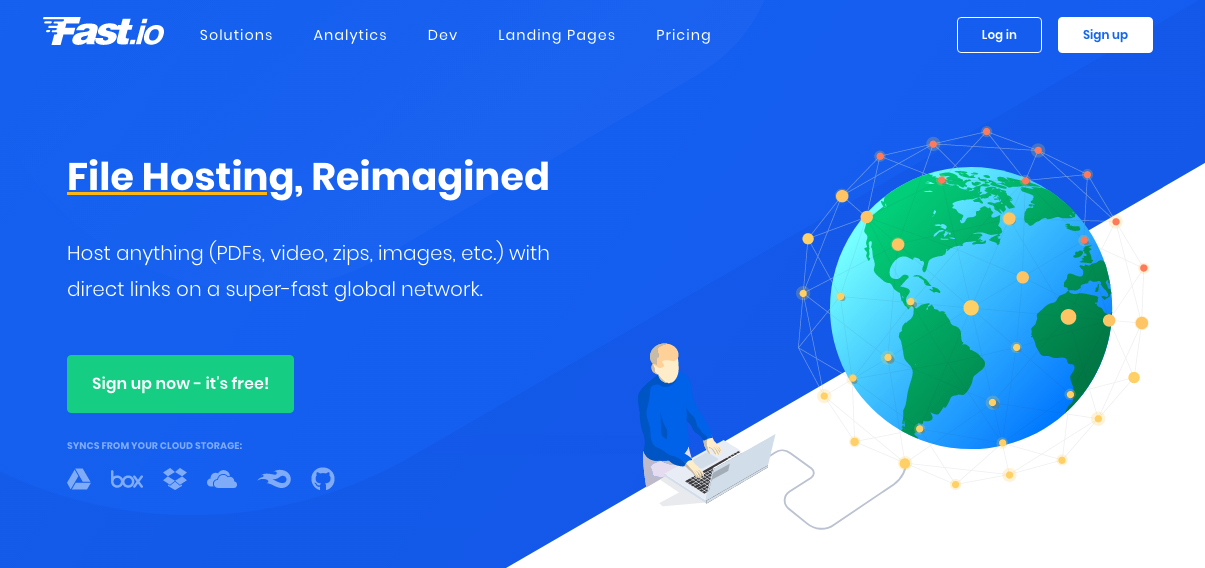 Fast.io
Solutions
Analytics
Dev
Landing Pages
Pricing
Log in
Sign up
File Hosting, Reimagined
Host anything (PDFs, video, zips, images, etc.) with
direct links on a super-fast global network.
Sign up now - it's free!
SYNCS FROM YOUR CLOUD STORAGE:
box